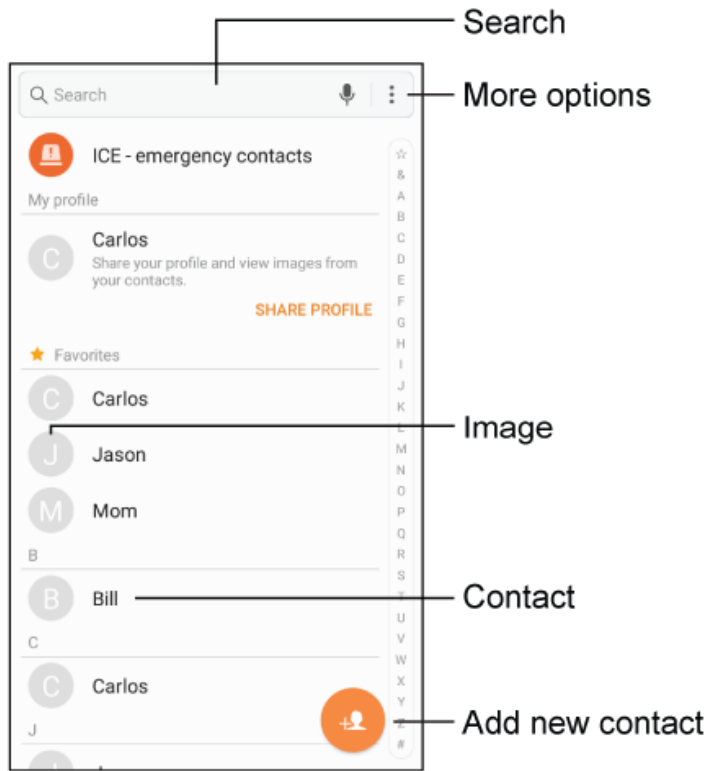 Search
Search
More options
ICE - emergency contacts
My profile
C
Carlos
Share your profile and view images from
your contacts.
SHARE PROFILE
Favorites
C
Carlos
Image
J
Jason
M
Mom
B
B
Bill
Contact
C
C
Carlos
Add new contact
J
☆
&
A
B
C
D
E
F
G
H
I
J
K
L
M
N
O
P
Q
R
S
T
U
V
W
X
Y
Z
#